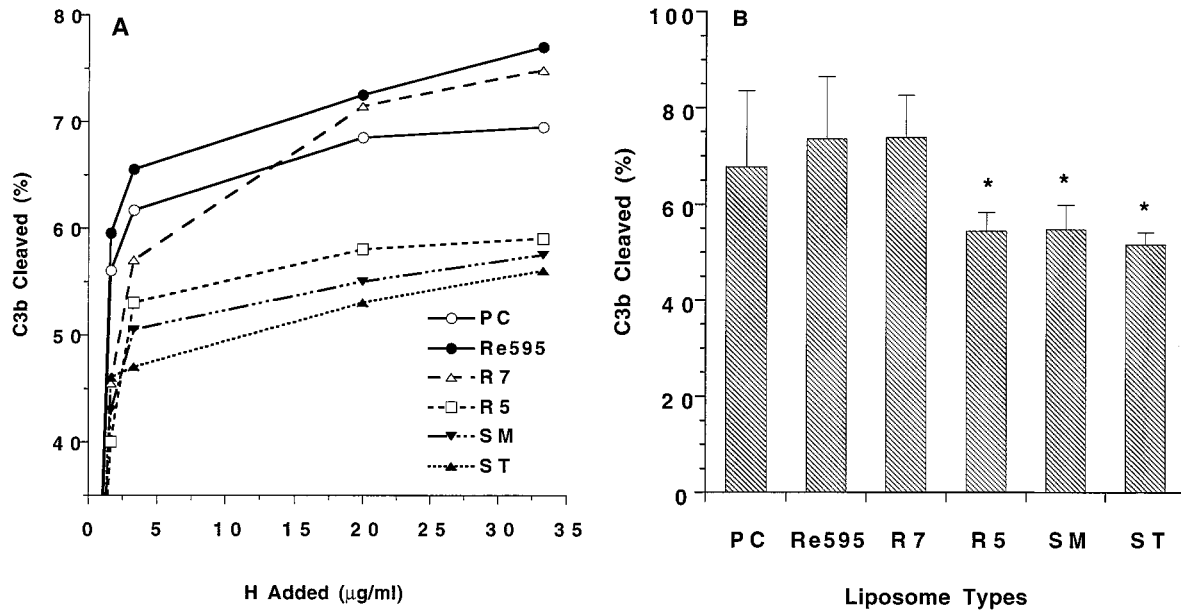 A
80
70
60
50
40
C3b Cleaved (%)
PC
Re595
R7
R5
SM
ST
0 5 10 15 20 25 30 35
H Added (μg/ml)
B
100
80
60
40
20
0
C3b Cleaved (%)
* * *
PC Re595 R7 R5 SM ST
Liposome Types